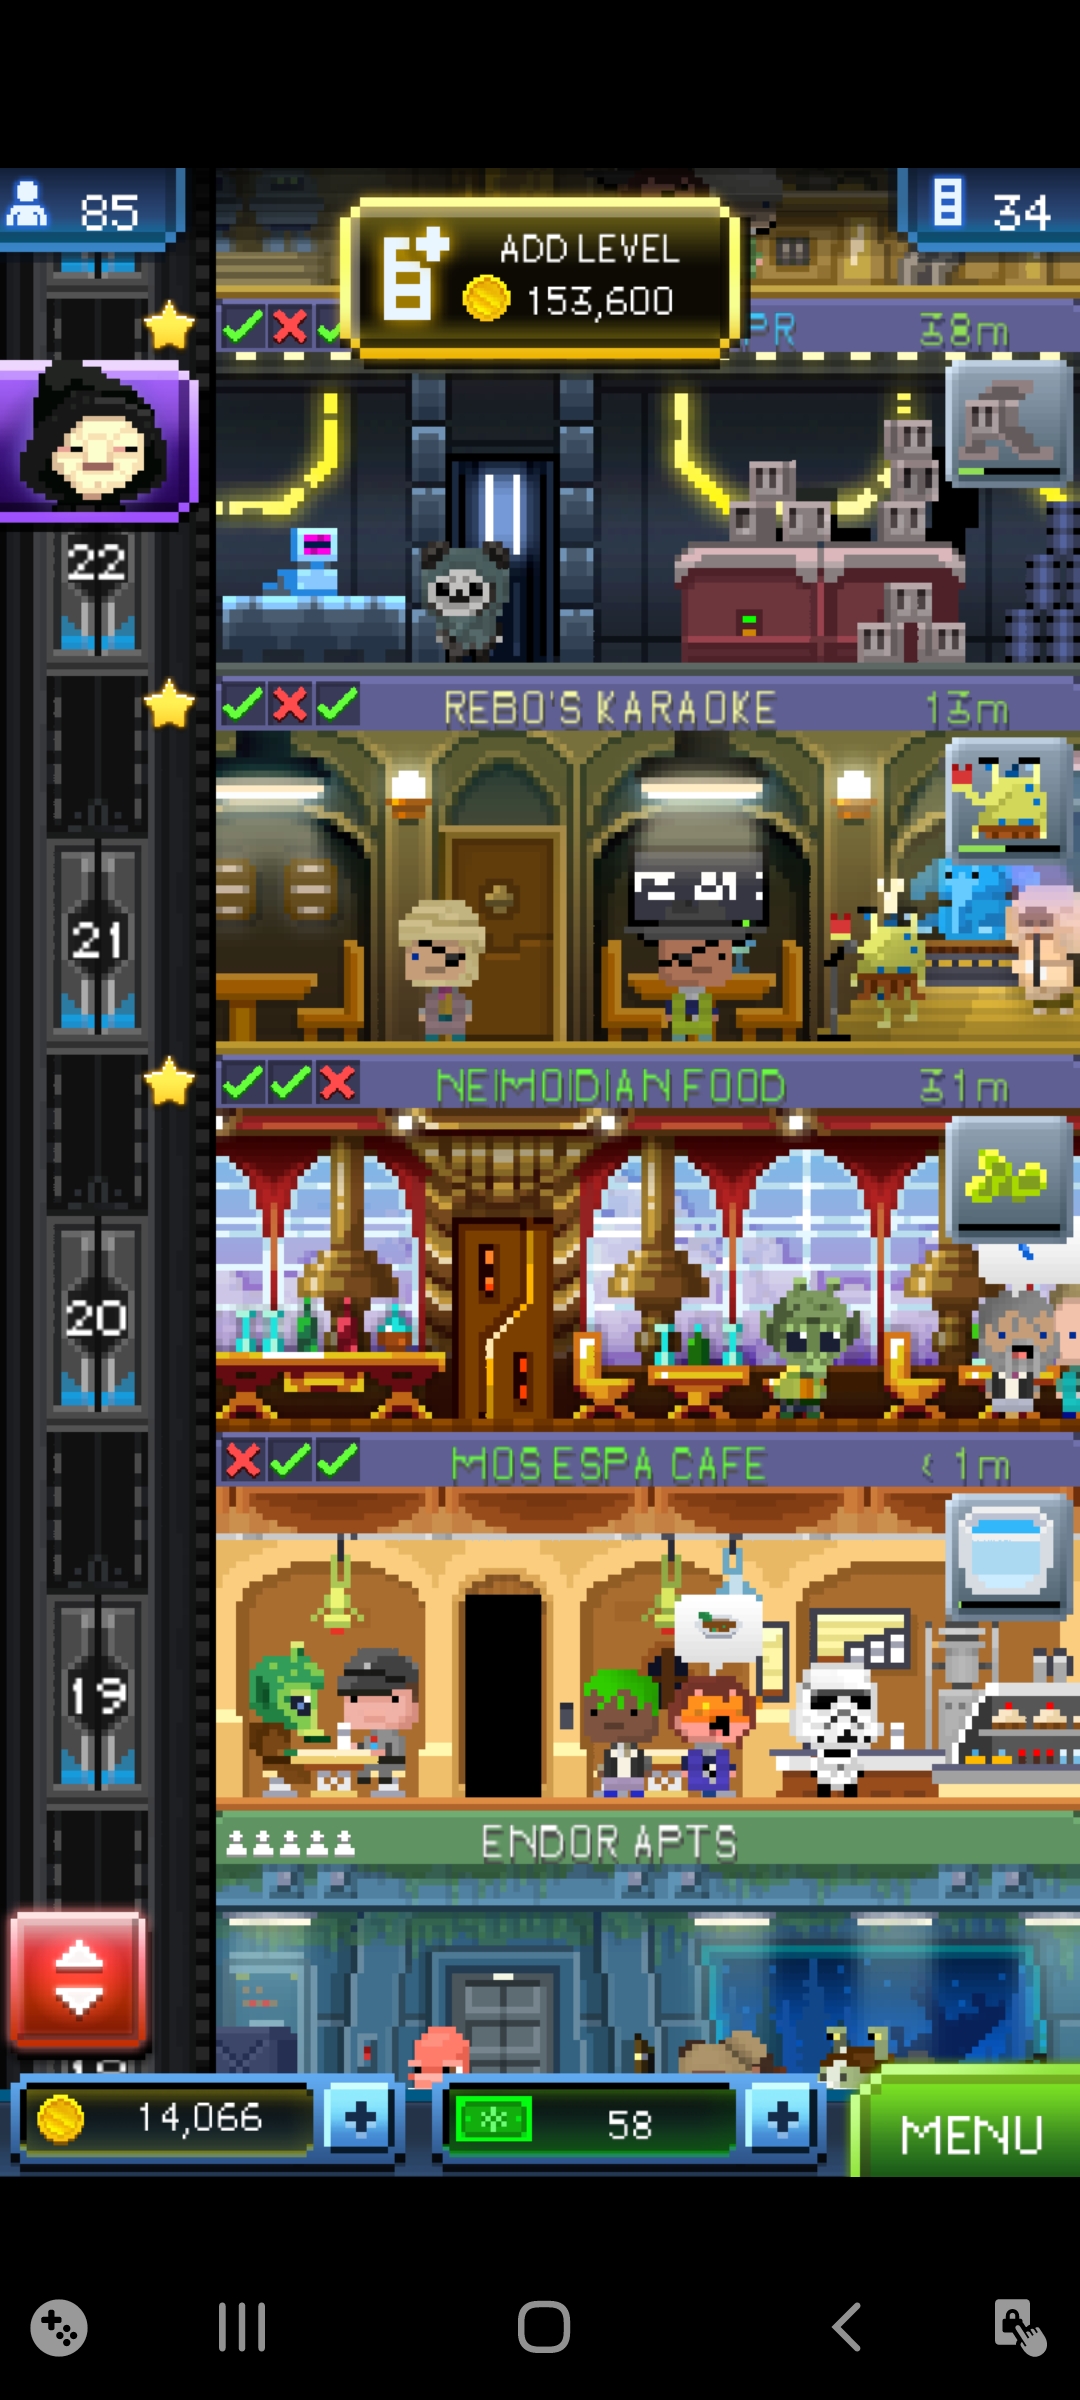 85
ADD LEVEL
153,600
34
PR 38m
22
REBO'S KARAOKE 13m
21
NEIMOIDIAN FOOD 31m
20
MOS ESPA CAFE < 1m
19
ENDOR APTS
14,066
58
MENU